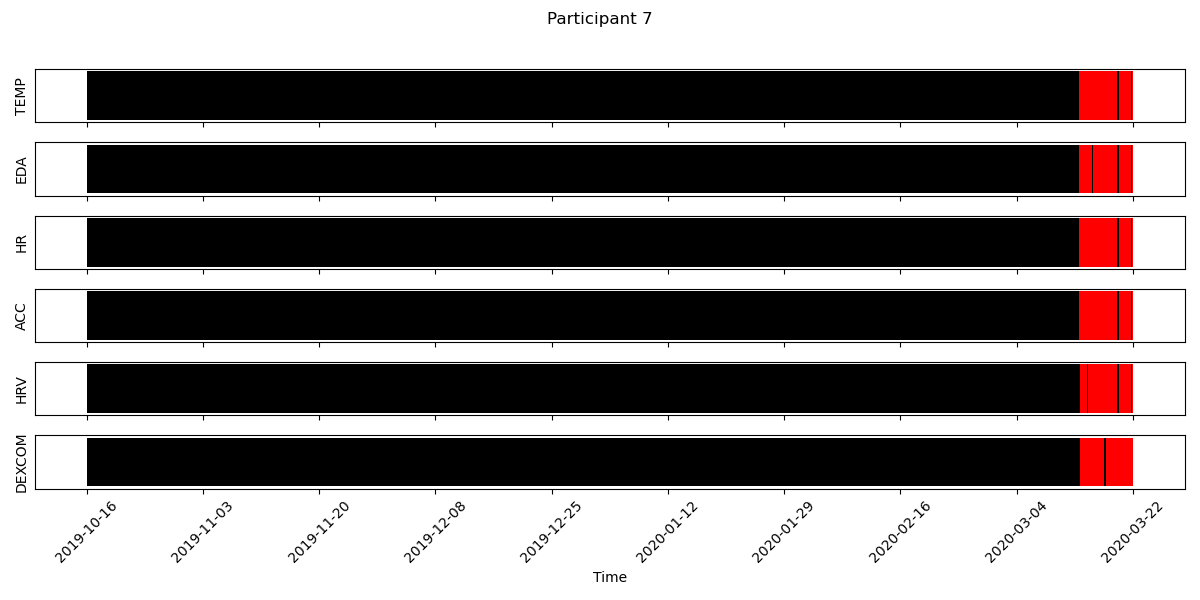 Participant 7
TEMP
EDA
HR
ACC
HRV
DEXCOM
2019-10-16
2019-11-03
2019-11-20
2019-12-08
2019-12-25
2020-01-12
2020-01-29
2020-02-16
2020-03-04
2020-03-22
Time